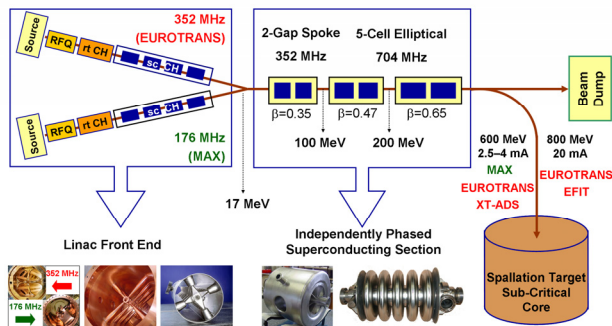 352 MHz
(EUROTRANS)
Source
RFQ
rt CH
sc CH
Source
RFQ
rt CH
sc CH
176 MHz
(MAX)
17 MeV
Linac Front End
352 MHz
176 MHz
2-Gap Spoke
352 MHz
5-Cell Elliptical
704 MHz
β=0.35
β=0.47
β=0.65
100 MeV
200 MeV
Independently Phased
Superconducting Section
Beam
Dump
600 MeV
2.5–4 mA
MAX
EUROTRANS
XT-ADS
800 MeV
20 mA
EUROTRANS
EFIT
Spallation Target
Sub-Critical
Core